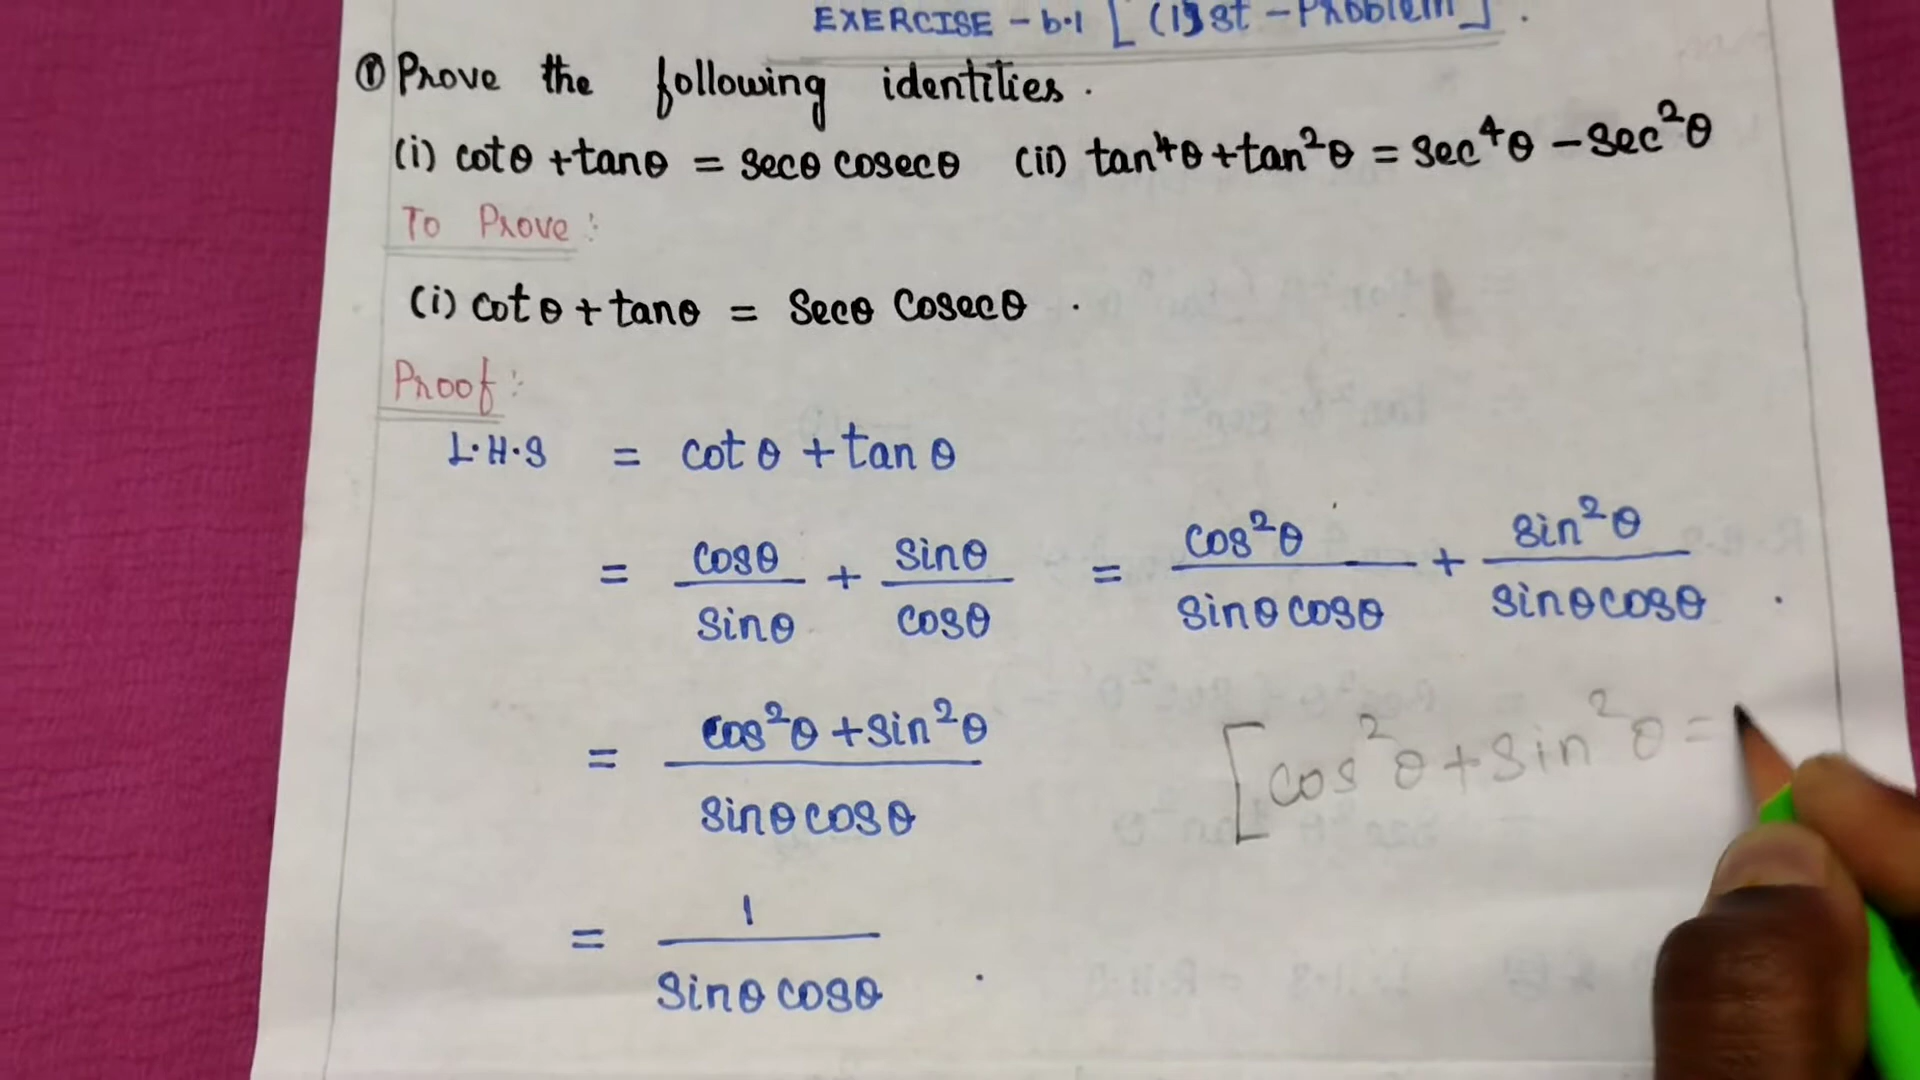 EXERCISE - 6.1 [(1)st - Problem].
① Prove the following identities.
(i) cotθ + tanθ = secθ cosecθ (ii) tan⁴θ + tan²θ = sec⁴θ - sec²θ
To Prove:
(i) cotθ + tanθ = Secθ Cosecθ.
Proof:
L.H.S = cotθ + tanθ
= cosθ/sinθ + sinθ/cosθ = cos²θ/sinθcosθ + sin²θ/sinθcosθ.
= cos²θ + sin²θ/sinθcosθ [cos²θ + sin²θ =
= 1/sinθcosθ.